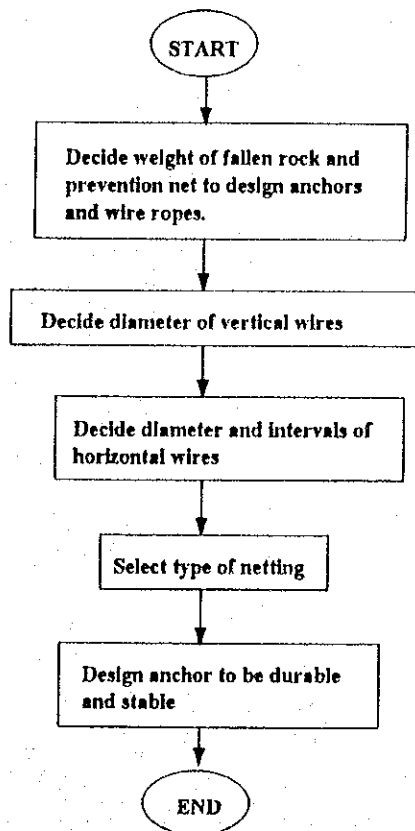 START
Decide weight of fallen rock and
prevention net to design anchors
and wire ropes.
Decide diameter of vertical wires
Decide diameter and intervals of
horizontal wires
Select type of netting
Design anchor to be durable
and stable
END